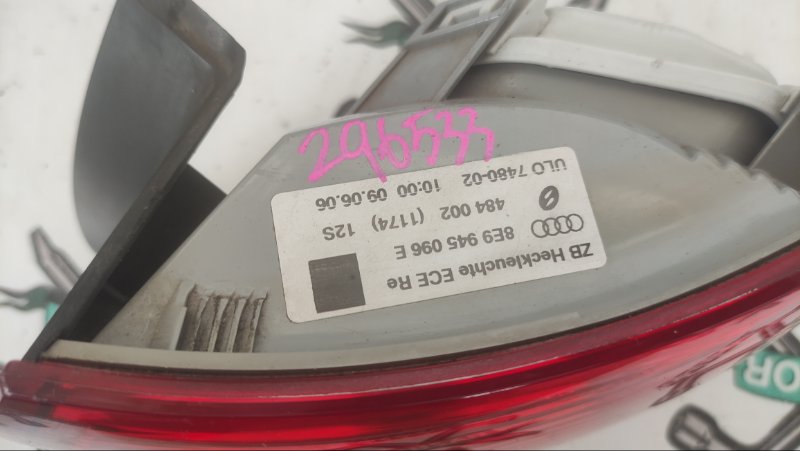 296533
ZB Heckleuchte ECE Re
8E9 945 096 E
484 002 (1174) 12S
ULO 7480-02 10:00 09.06.06
OR